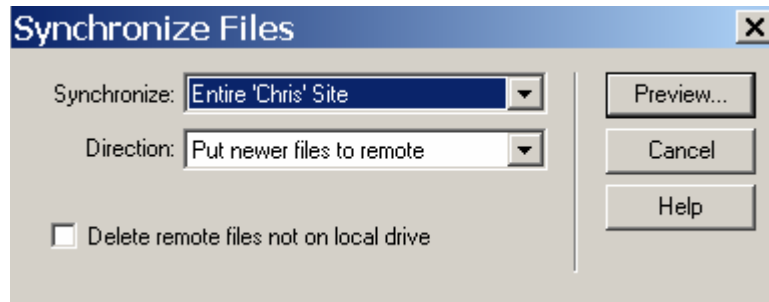 Synchronize Files
Synchronize: Entire 'Chris' Site
Preview...
Direction: Put newer files to remote
Cancel
Help
Delete remote files not on local drive